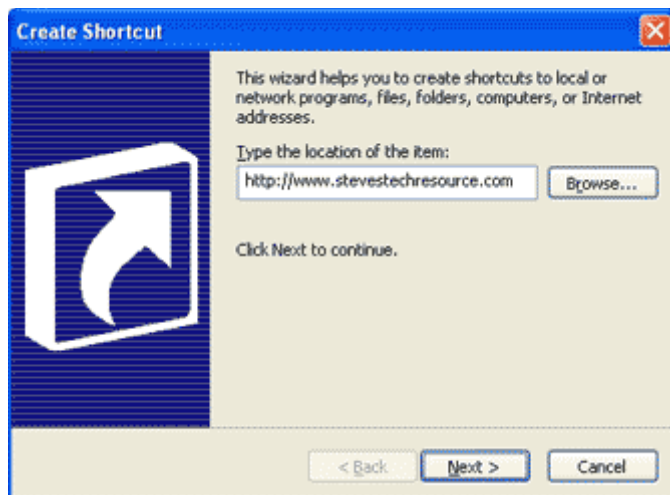 Create Shortcut
This wizard helps you to create shortcuts to local or
network programs, files, folders, computers, or Internet
addresses.
Type the location of the item:
http://www.stevestechresource.com
Browse...
Click Next to continue.
< Back
Next >
Cancel